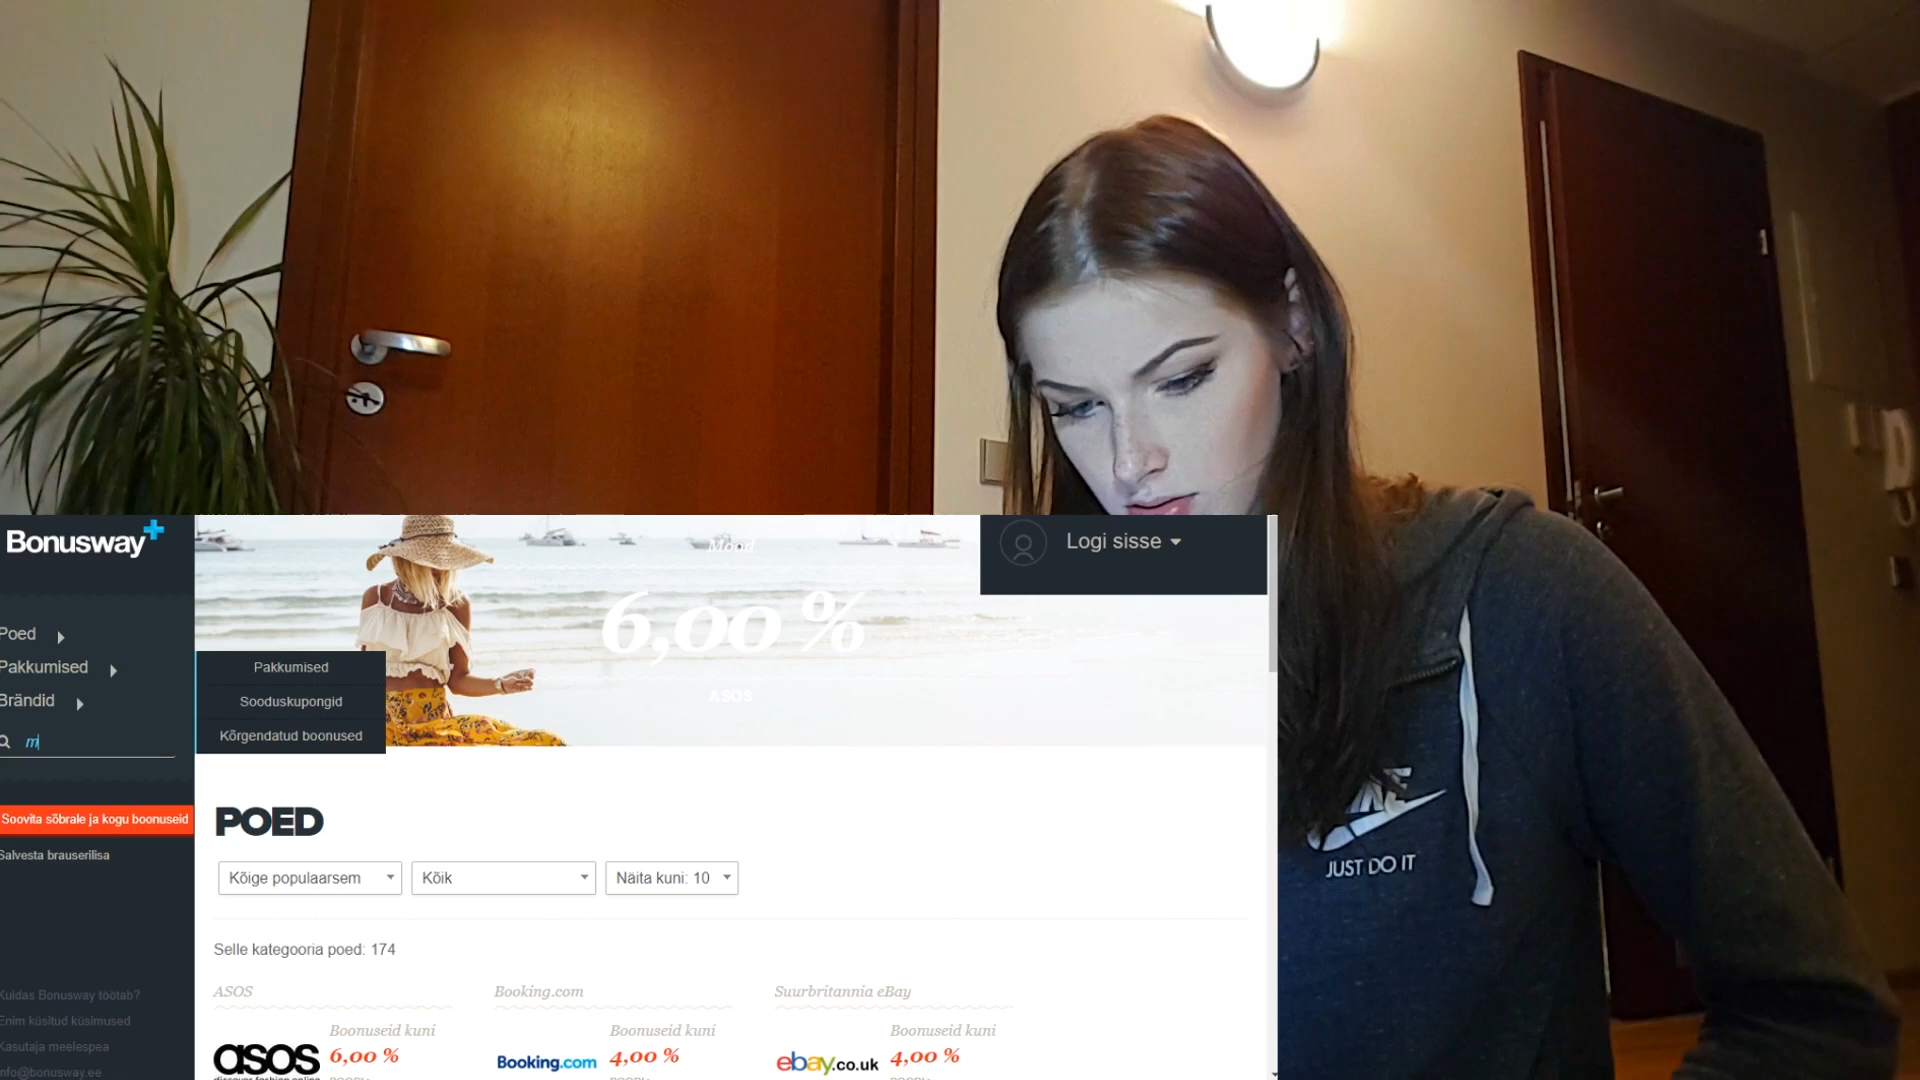 Bonusway
Logi sisse
Mood
6,00 %
ASOS
Poed
Pakkumised
Brändid
m
Pakkumised
Sooduskupongid
Kõrgendatud boonused
Soovita sõbrale ja kogu boonuseid
Salvesta brauserilisa
POED
Kõige populaarsem
Kõik
Näita kuni: 10
Selle kategooria poed: 174
ASOS
Booking.com
Suurbritannia eBay
Boonuseid kuni
Boonuseid kuni
Boonuseid kuni
asos
6,00 %
Booking.com
4,00 %
ebay.co.uk
4,00 %
Kuidas Bonusway töötab?
Enim küsitud küsimused
Kasutaja meelespea
info@bonusway.ee
JUST DO IT